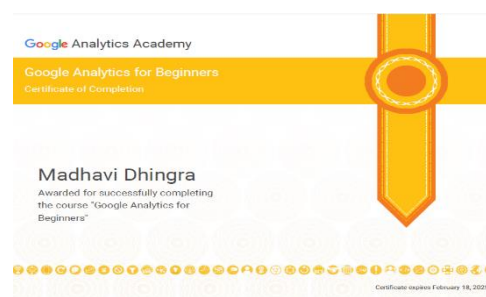 Google Analytics Academy
Google Analytics for Beginners
Certificate of Completion
Madhavi Dhingra
Awarded for successfully completing
the course "Google Analytics for
Beginners"
Certificate expires February 18, 202